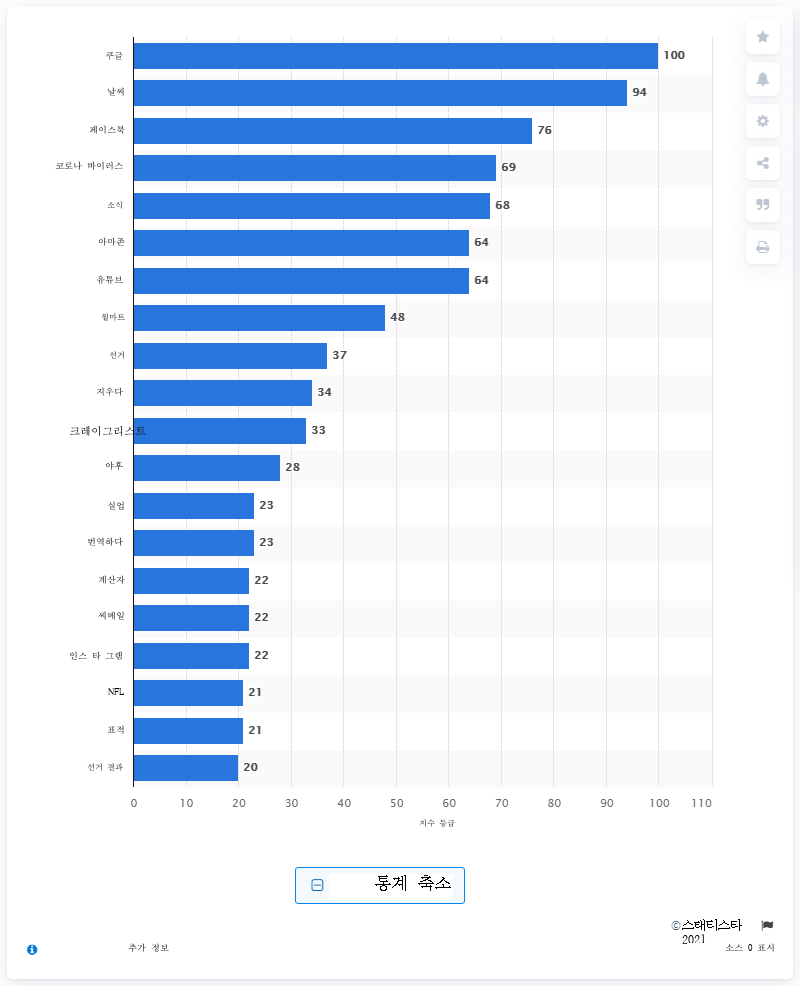 구글 100
날씨 94
페이스북 76
코로나 바이러스 69
소식 68
아마존 64
유튜브 64
월마트 48
선거 37
지우다 34
크레이그리스트 33
야후 28
실업 23
번역하다 23
계산자 22
씨메일 22
인스 타 그램 22
NFL 21
표적 21
선거 결과 20
0 10 20 30 40 50 60 70 80 90 100 110
지수 등급
통계 축소
©스태티스타
2021
추가 정보
소스 0 표시